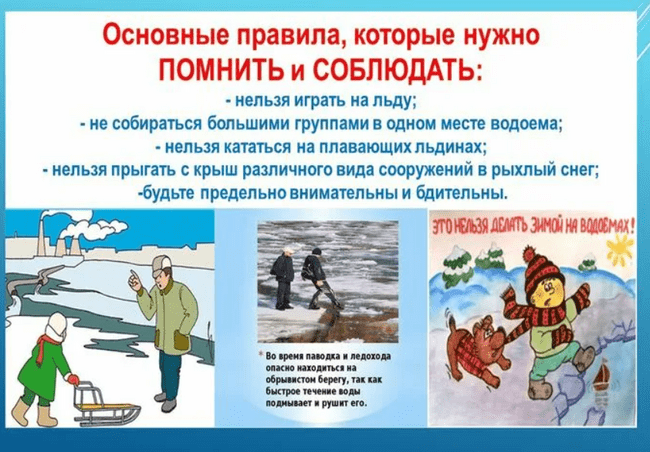 Основные правила, которые нужно
ПОМНИТЬ и СОБЛЮДАТЬ:
- нельзя играть на льду;
- не собираться большими группами в одном месте водоема;
- нельзя кататься на плавающих льдинах;
- нельзя прыгать с крыш различного вида сооружений в рыхлый снег;
-будьте предельно внимательны и бдительны.
* Во время паводка и ледохода
опасно находиться на
обрывистом берегу, так как
быстрое течение воды
подмывает и рушит его.
ЭТО НЕЛЬЗЯ ДЕЛАТЬ ЗИМОЙ НА ВОДОЕМАХ!